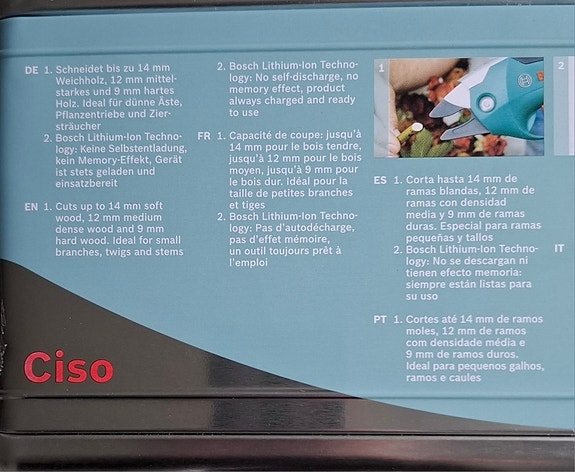 DE 1. Schneidet bis zu 14 mm
Weichholz, 12 mm mittel-
starkes und 9 mm hartes
Holz. Ideal für dünne Äste,
Pflanzentriebe und Zier-
sträucher
2. Bosch Lithium-Ion Techno-
logy: Keine Selbstentladung,
kein Memory-Effekt, Gerät
ist stets geladen und
einsatzbereit
EN 1. Cuts up to 14 mn soft
wood, 12 mm medium
dense wood and 9 mm
hard wood. Ideal for small
branches, twigs and stems
2. Bosch Lithium-Ion Techno-
logy: No self-discharge, no
memory effect, product
always charged and ready
to use
FR 1. Capacité de coupe: jusqu'à
14 mm pour le bois tendre,
jusqu'à 12 mm pour le bois
moyen, jusqu'à 9 mm pour
le bois dur. Idéal pour la
taille de petites branches
et tiges
2. Bosch Lithium-Ion Techno-
logy: Pas d'autodécharge,
pas d'effet mémoire,
un outil toujours prêt à
l'emploi
1
BOSCH
2
ES 1. Corta hasta 14 mm de
ramas blandas, 12 mm de
ramas con densidad
media y 9 mm de ramas
duras. Especial para ramas
pequeñas y tallos
2. Bosch Lithium-Ion Techno-
logy: No se descargan ni
tienen efecto memoria:
siempre están listas para
su uso
PT 1. Cortes até 14 mm de ramos
moles, 12 mm de ramos
com densidade média e
9 mm de ramos duros.
Ideal para pequenos galhos,
ramos e caules
IT
Ciso